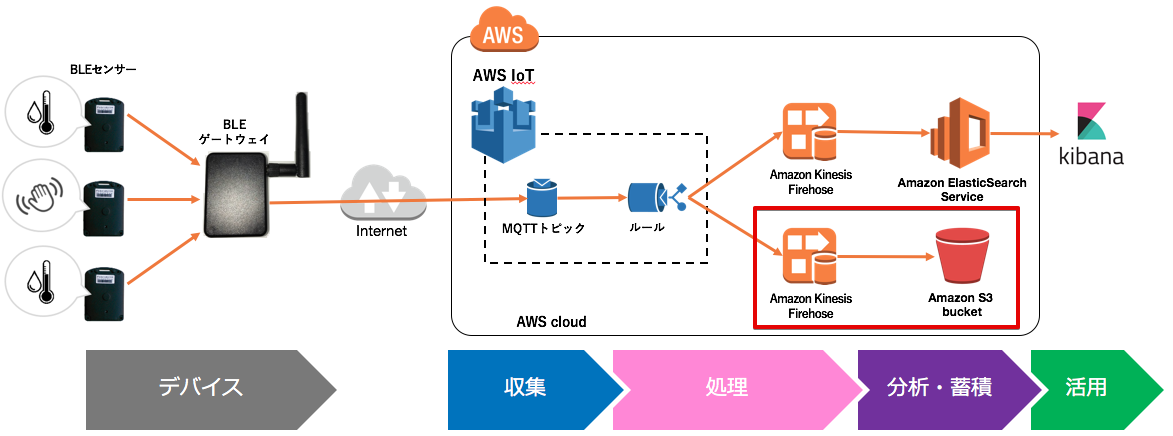 AWS
BLEセンサー
AWS IoT
BLE
ゲートウェイ
Internet
MQTTトピック
ルール
Amazon Kinesis
Firehose
Amazon ElasticSearch
Service
kibana
Amazon Kinesis
Firehose
Amazon S3
bucket
AWS cloud
デバイス
収集
処理
分析・蓄積
活用